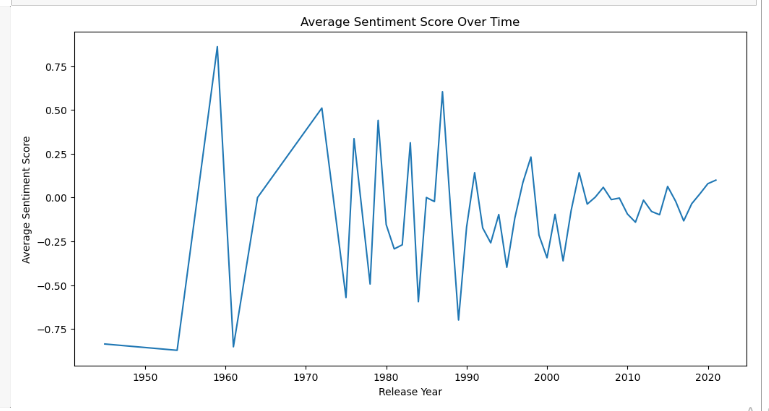 Average Sentiment Score Over Time
Average Sentiment Score
0.75
0.50
0.25
0.00
−0.25
−0.50
−0.75
1950 1960 1970 1980 1990 2000 2010 2020
Release Year